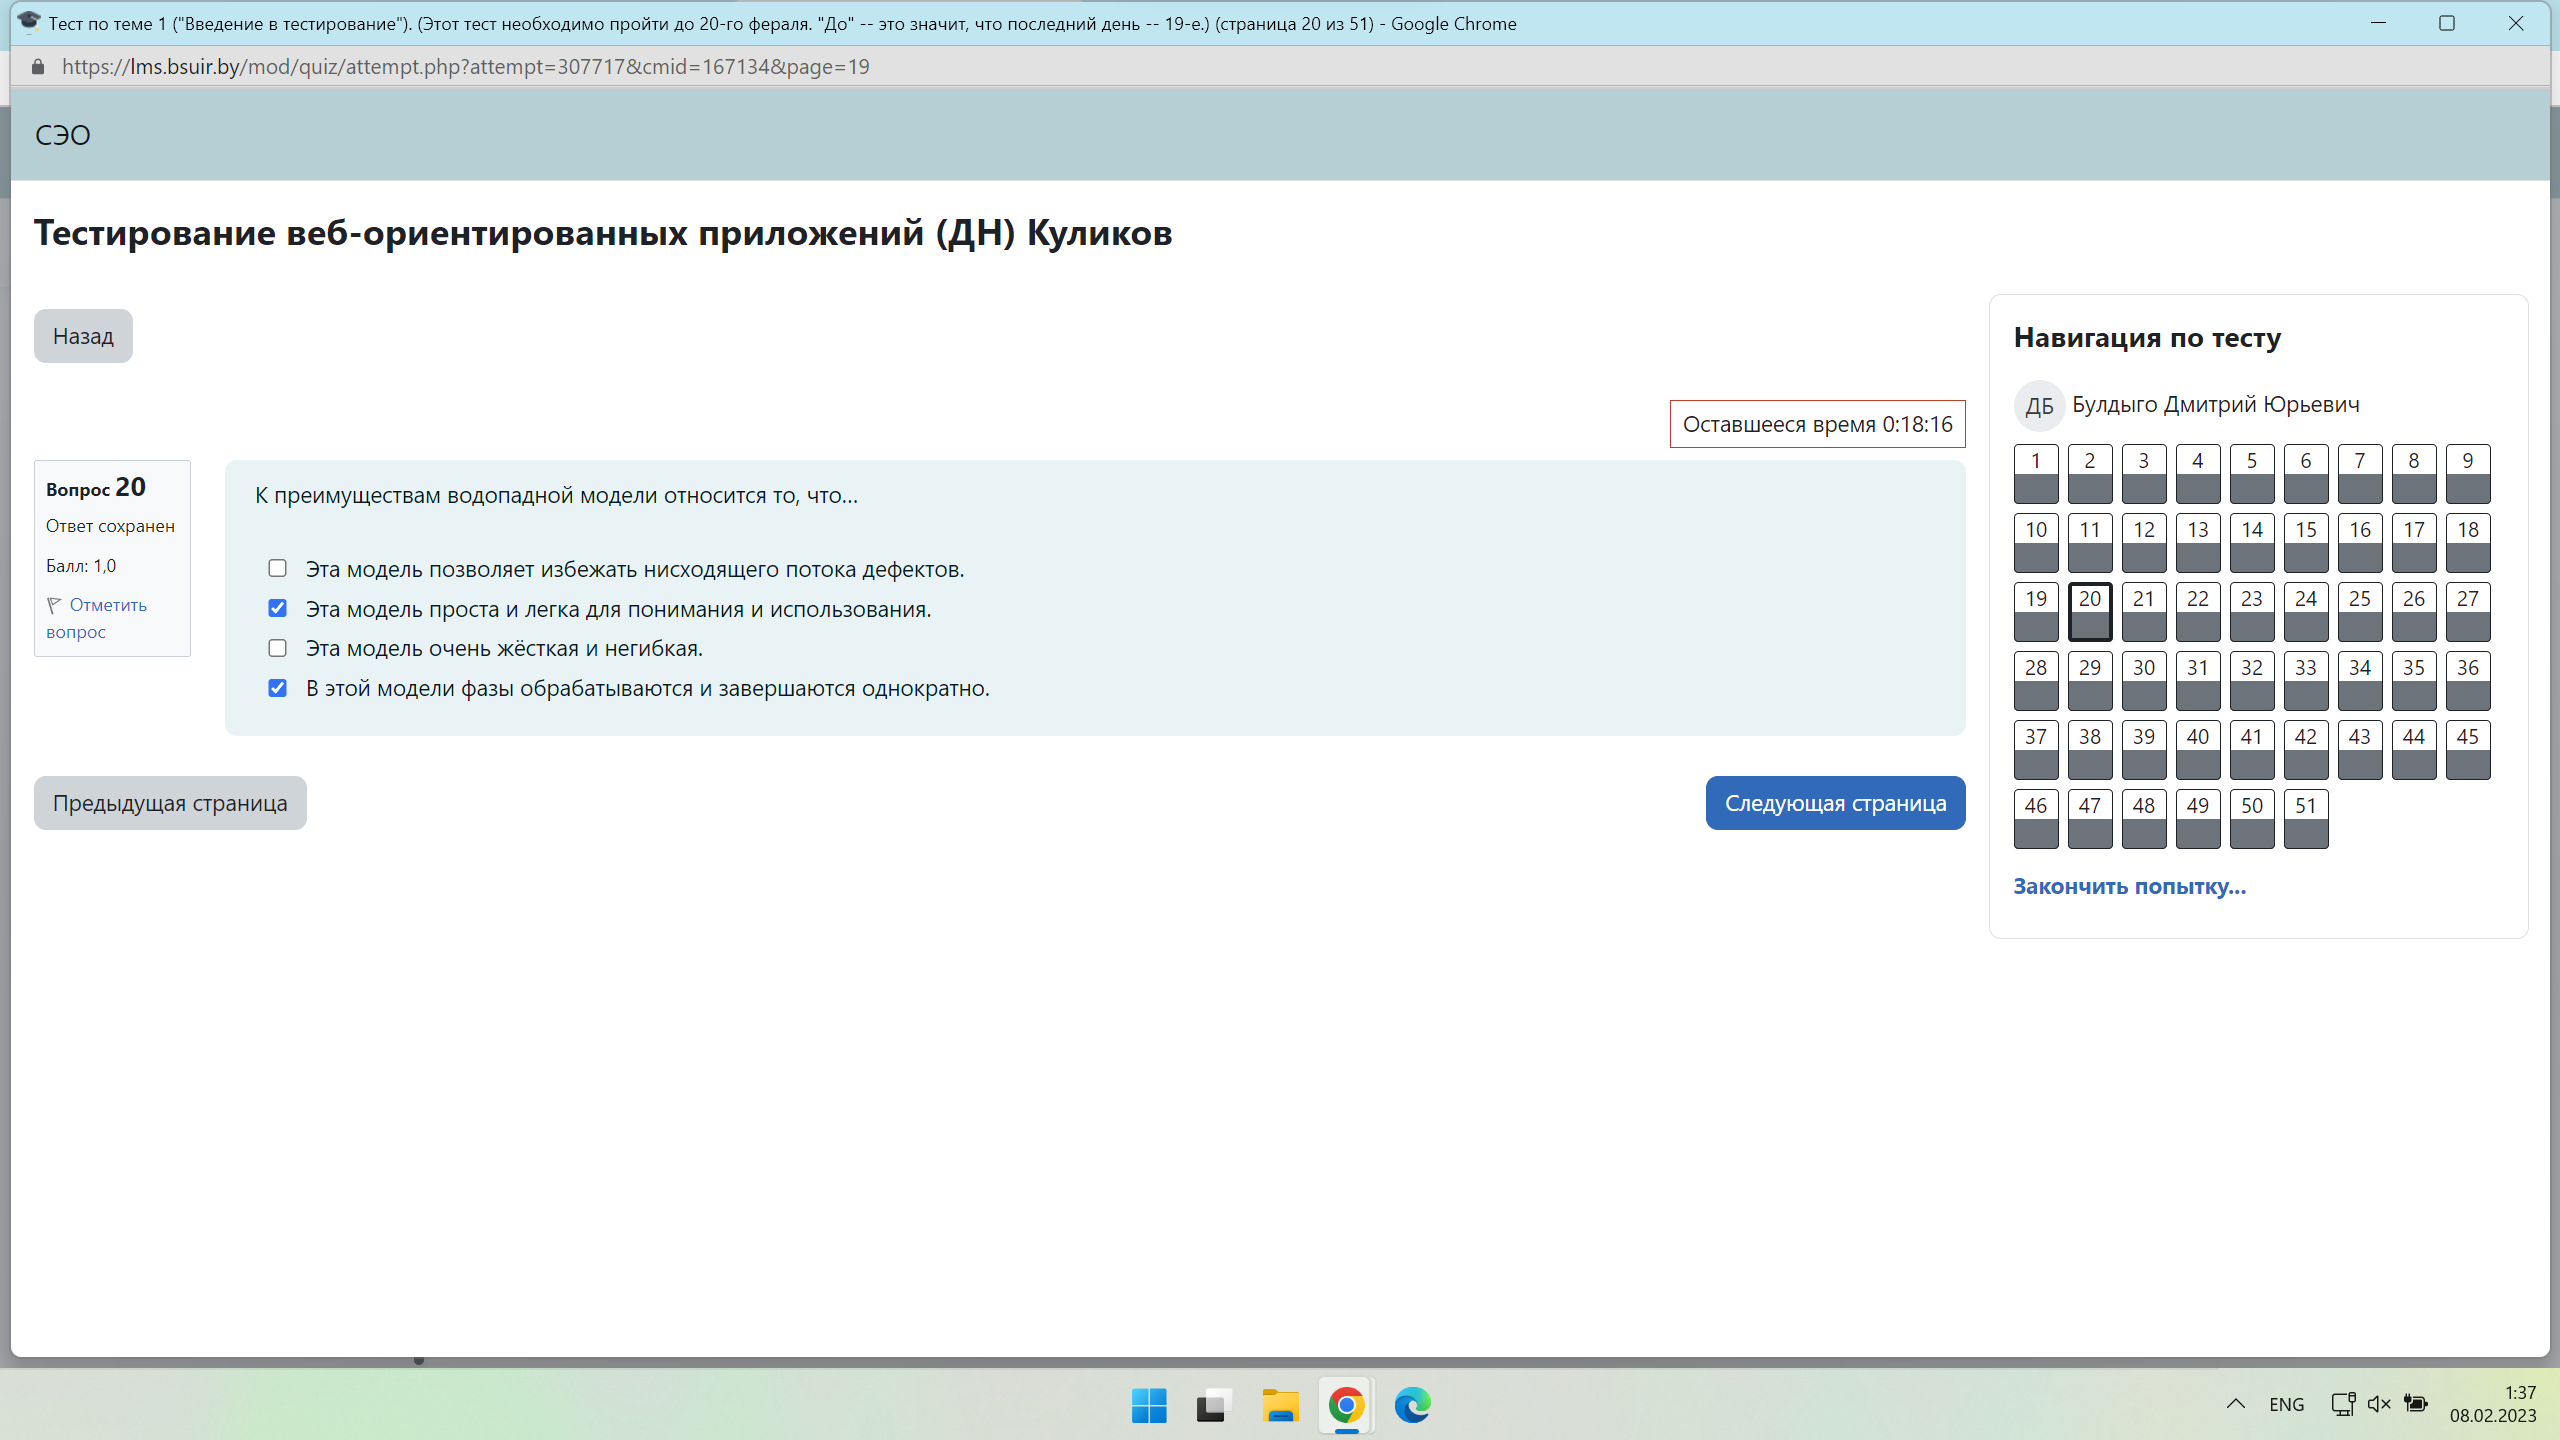 Тест по теме 1 ("Введение в тестирование"). (Этот тест необходимо пройти до 20-го фераля. "До" -- это значит, что последний день -- 19-е.) (страница 20 из 51) - Google Chrome
https://lms.bsuir.by/mod/quiz/attempt.php?attempt=307717&cmid=167134&page=19
СЭО
Тестирование веб-ориентированных приложений (ДН) Куликов
Назад
Оставшееся время 0:18:16
Вопрос 20
Ответ сохранен
Балл: 1,0
Отметить
вопрос
К преимуществам водопадной модели относится то, что...
Эта модель позволяет избежать нисходящего потока дефектов.
Эта модель проста и легка для понимания и использования.
Эта модель очень жёсткая и негибкая.
В этой модели фазы обрабатываются и завершаются однократно.
Предыдущая страница
Следующая страница
Навигация по тесту
ДБ Булдыго Дмитрий Юрьевич
1 2 3 4 5 6 7 8 9
10 11 12 13 14 15 16 17 18
19 20 21 22 23 24 25 26 27
28 29 30 31 32 33 34 35 36
37 38 39 40 41 42 43 44 45
46 47 48 49 50 51
Закончить попытку...
ENG
1:37
08.02.2023